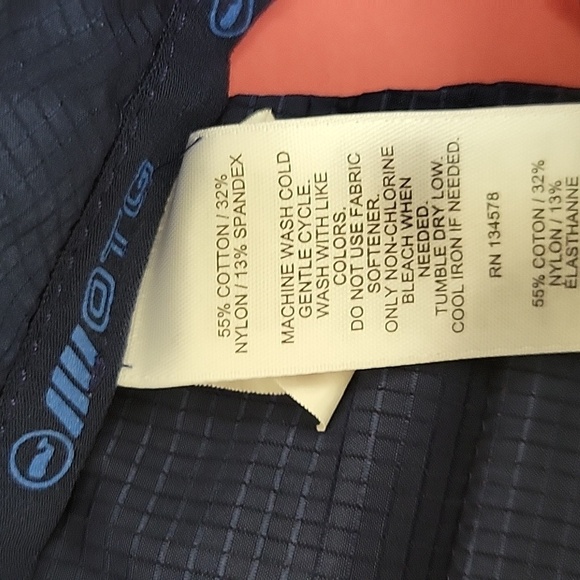 55% COTTON / 32%
NYLON / 13% SPANDEX
MACHINE WASH COLD
GENTLE CYCLE.
WASH WITH LIKE
COLORS.
DO NOT USE FABRIC
SOFTENER.
ONLY NON-CHLORINE
BLEACH WHEN
NEEDED.
TUMBLE DRY LOW.
COOL IRON IF NEEDED.
RN 134578
55% COTON / 32%
NYLON / 13%
ÉLASTHANNE
OTG